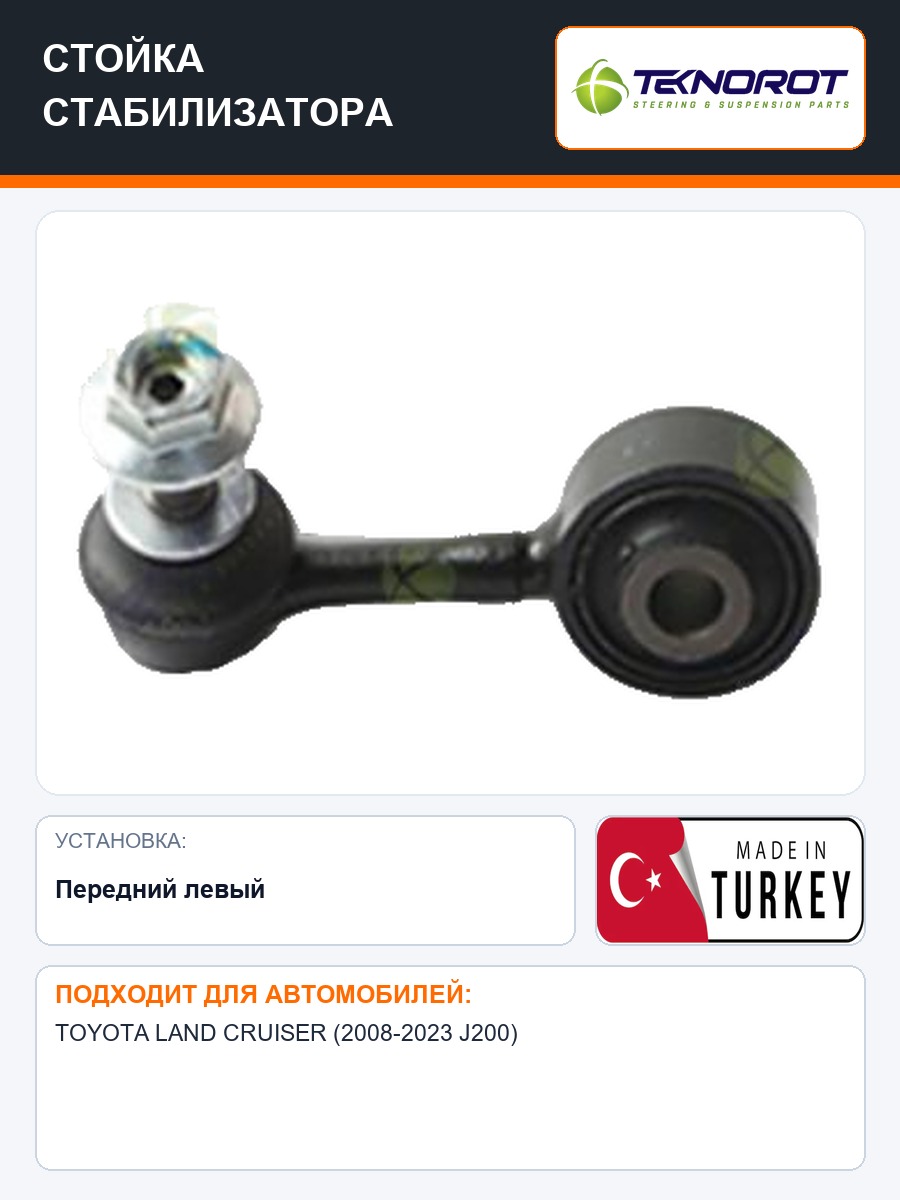 СТОЙКА
СТАБИЛИЗАТОРА
TEKNOROT
STEERING & SUSPENSION PARTS
УСТАНОВКА:
Передний левый
MADE IN
TURKEY
ПОДХОДИТ ДЛЯ АВТОМОБИЛЕЙ:
TOYOTA LAND CRUISER (2008-2023 J200)